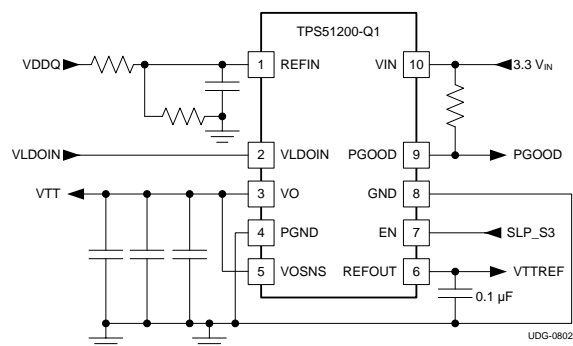 TPS51200-Q1
VDDQ 1 REFIN VIN 10 3.3 VIN
VLDOIN 2 VLDOIN PGOOD 9 PGOOD
VTT 3 VO GND 8
4 PGND EN 7 SLP_S3
5 VOSNS REFOUT 6 VTTREF
0.1 µF
UDG-0802